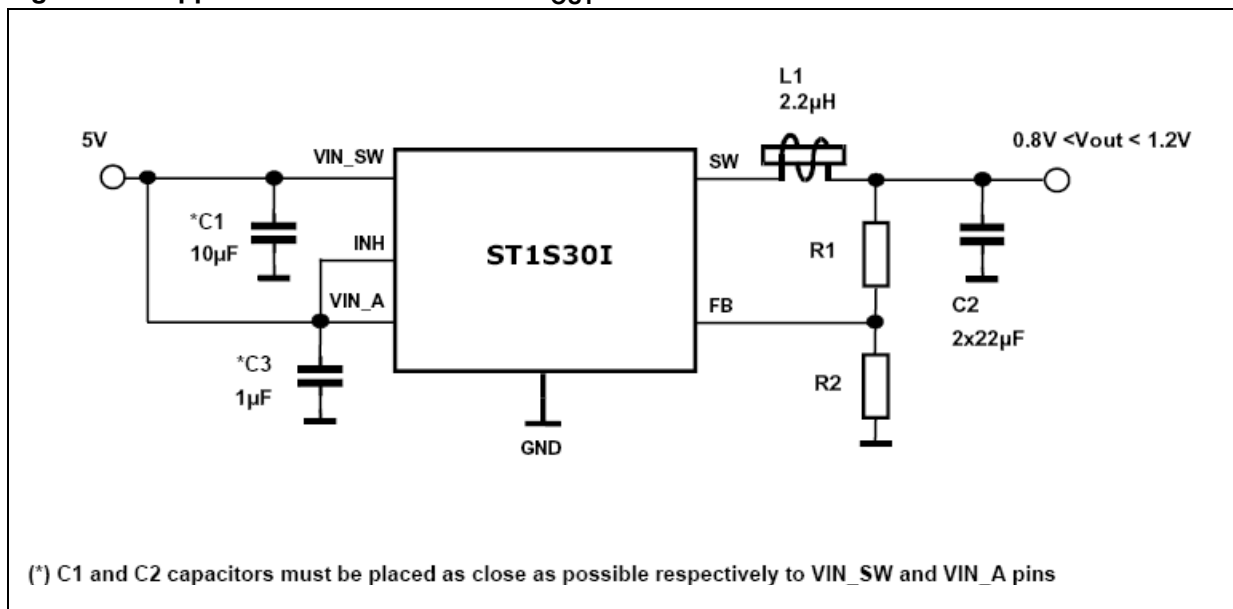 L1
2.2µH
5V
VIN_SW
SW
0.8V <Vout < 1.2V
*C1
10µF
INH
ST1S30I
R1
VIN_A
FB
C2
2x22µF
*C3
1µF
R2
GND
(*) C1 and C2 capacitors must be placed as close as possible respectively to VIN_SW and VIN_A pins